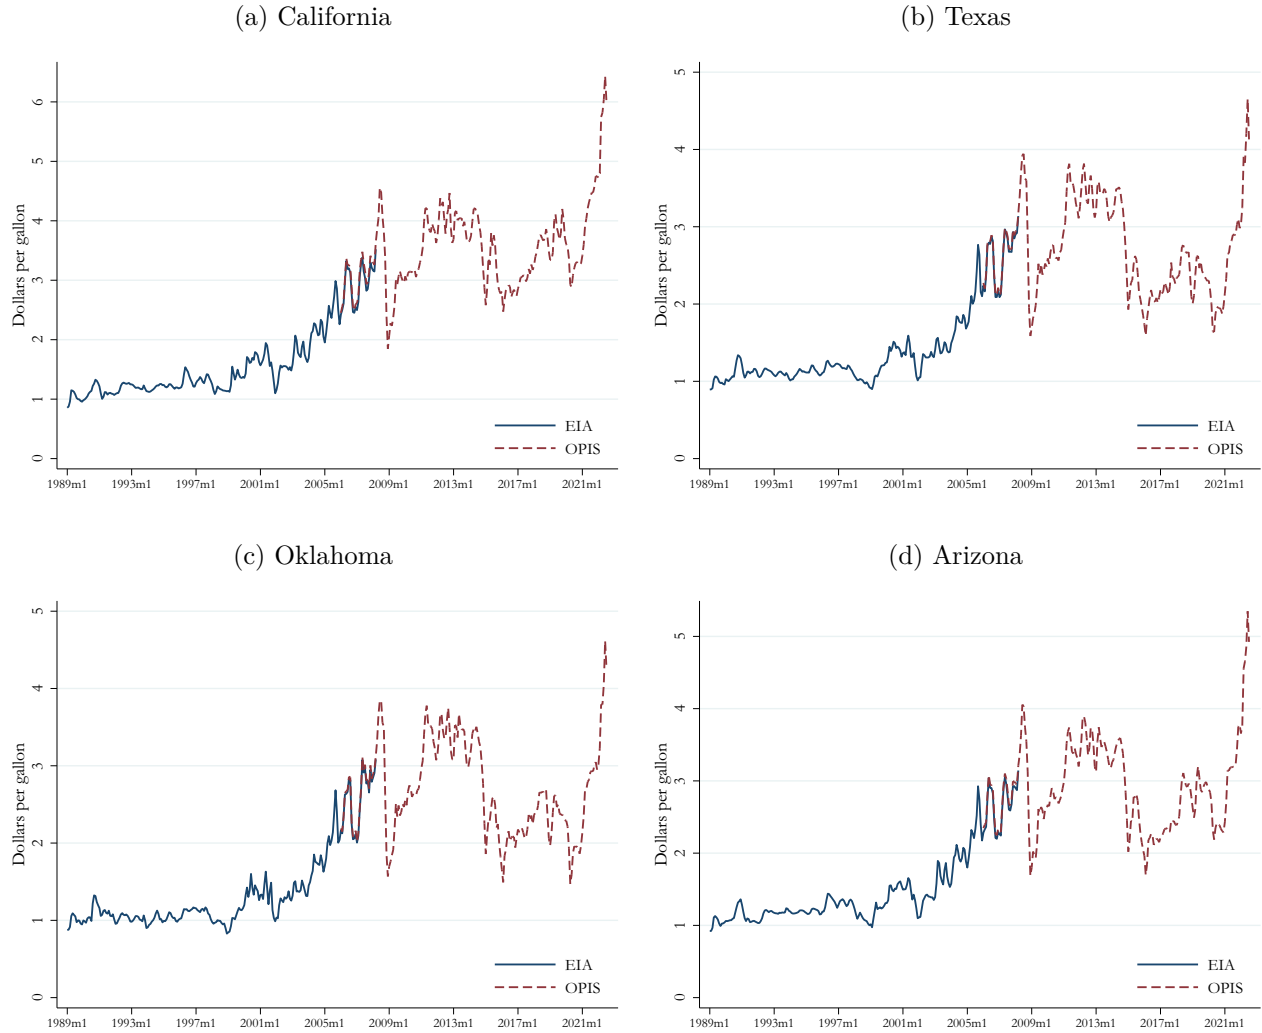 (a) California
Dollars per gallon
6
5
4
3
2
1
0
1989m1 1993m1 1997m1 2001m1 2005m1 2009m1 2013m1 2017m1 2021m1
EIA
OPIS
(b) Texas
Dollars per gallon
5
4
3
2
1
0
1989m1 1993m1 1997m1 2001m1 2005m1 2009m1 2013m1 2017m1 2021m1
EIA
OPIS
(c) Oklahoma
Dollars per gallon
5
4
3
2
1
0
1989m1 1993m1 1997m1 2001m1 2005m1 2009m1 2013m1 2017m1 2021m1
EIA
OPIS
(d) Arizona
Dollars per gallon
5
4
3
2
1
0
1989m1 1993m1 1997m1 2001m1 2005m1 2009m1 2013m1 2017m1 2021m1
EIA
OPIS